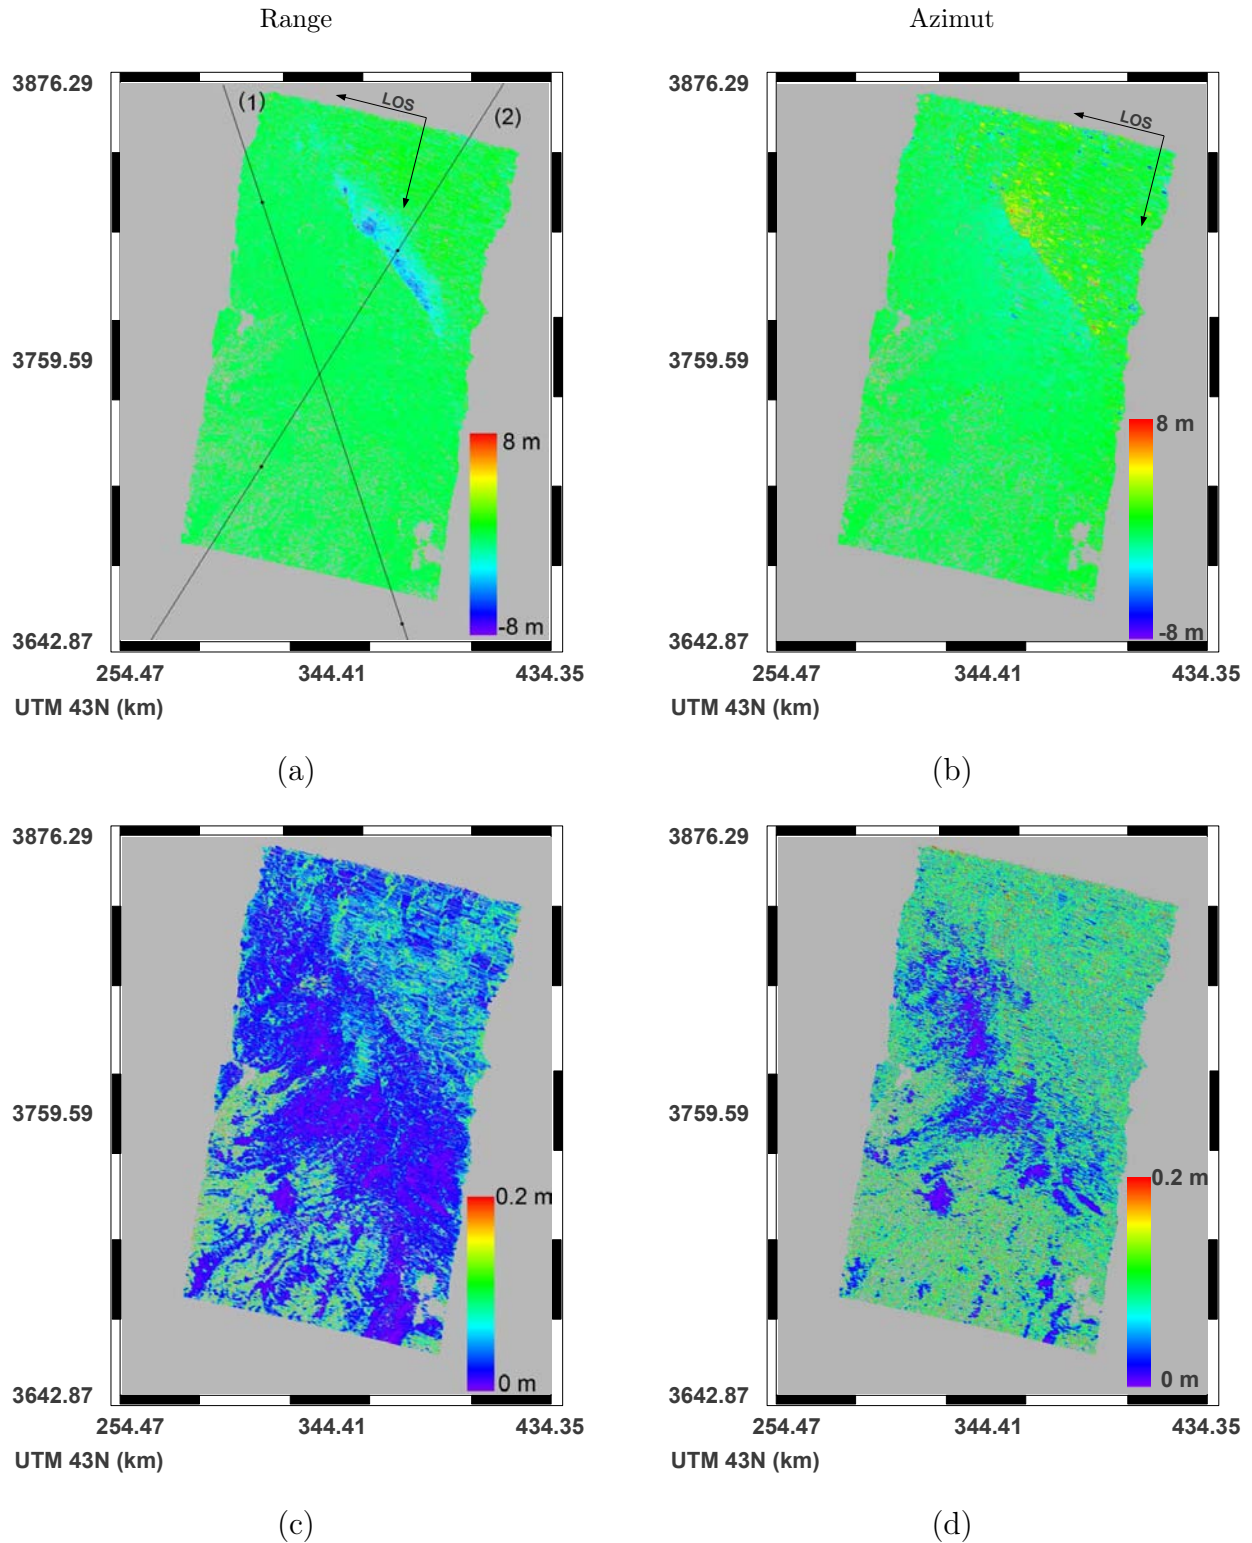 Range
Azimut
3876.29
3759.59
3642.87
254.47
344.41
434.35
UTM 43N (km)
(1)
LOS
(2)
8 m
-8 m
3876.29
3759.59
3642.87
254.47
344.41
434.35
UTM 43N (km)
LOS
8 m
-8 m
(a)
(b)
3876.29
3759.59
3642.87
254.47
344.41
434.35
UTM 43N (km)
0.2 m
0 m
3876.29
3759.59
3642.87
254.47
344.41
434.35
UTM 43N (km)
0.2 m
0 m
(c)
(d)